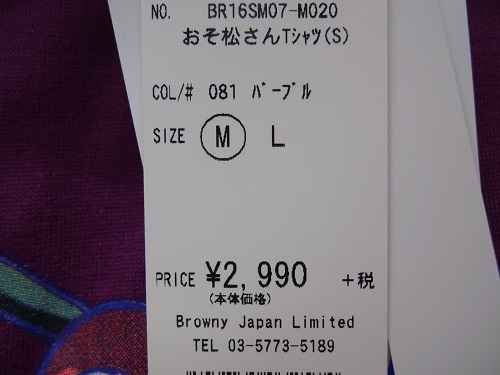 NO. BR16SM07-M020
おそ松さんTシャツ(S)
COL/# 081 ﾊﾟｰﾌﾟﾙ
SIZE M L
PRICE ¥2,990 +税
(本体価格)
Browny Japan Limited
TEL 03-5773-5189